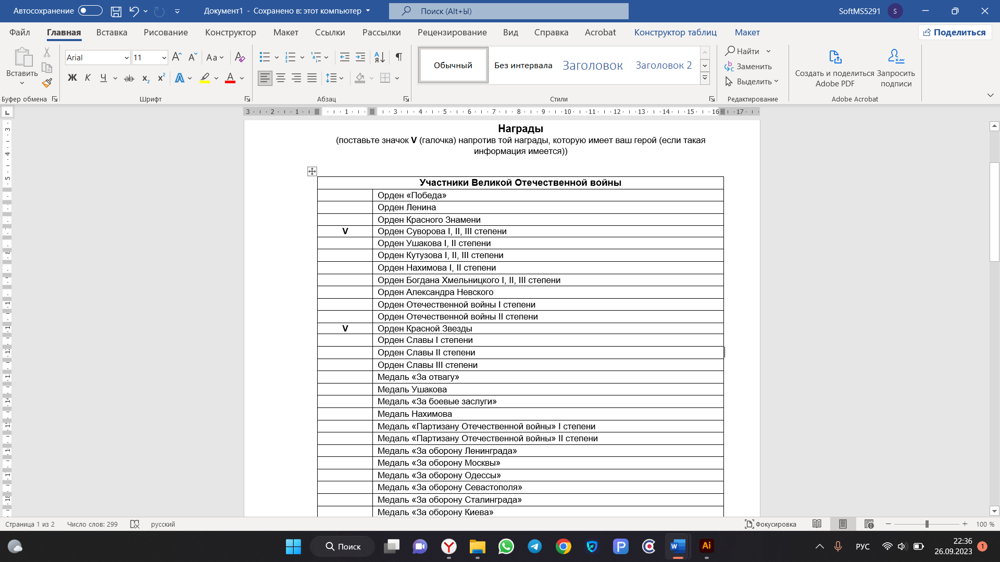 Автосохранение
Документ1 - Сохранено в: этот компьютер
Поиск (Alt+Ы)
SoftMS5291
S
Файл Главная Вставка Рисование Конструктор Макет Ссылки Рассылки Рецензирование Вид Справка Acrobat Конструктор таблиц Макет
Поделиться
Вставить
Буфер обмена
Arial
11
Aa
Ж К Ч ab x₂ x²
Шрифт
Абзац
Обычный
Без интервала
Заголовок
Заголовок 2
Стили
Найти
Заменить
Выделить
Редактирование
Создать и поделиться Adobe PDF
Запросить подписи
Adobe Acrobat
3 2 1 1 3 4 5 6 7 8 9 10 11 12 13 14 15 16 17
Награды
(поставьте значок V (галочка) напротив той награды, которую имеет ваш герой (если такая
информация имеется))
Участники Великой Отечественной войны
Орден «Победа»
Орден Ленина
Орден Красного Знамени
V Орден Суворова I, II, III степени
Орден Ушакова I, II степени
Орден Кутузова I, II, III степени
Орден Нахимова I, II степени
Орден Богдана Хмельницкого I, II, III степени
Орден Александра Невского
Орден Отечественной войны I степени
Орден Отечественной войны II степени
V Орден Красной Звезды
Орден Славы I степени
Орден Славы II степени
Орден Славы III степени
Медаль «За отвагу»
Медаль Ушакова
Медаль «За боевые заслуги»
Медаль Нахимова
Медаль «Партизану Отечественной войны» I степени
Медаль «Партизану Отечественной войны» II степени
Медаль «За оборону Ленинграда»
Медаль «За оборону Москвы»
Медаль «За оборону Одессы»
Медаль «За оборону Севастополя»
Медаль «За оборону Сталинграда»
Медаль «За оборону Киева»
Страница 1 из 2
Число слов: 299
русский
Фокусировка
100 %
Поиск
РУС
22:36
26.09.2023
1